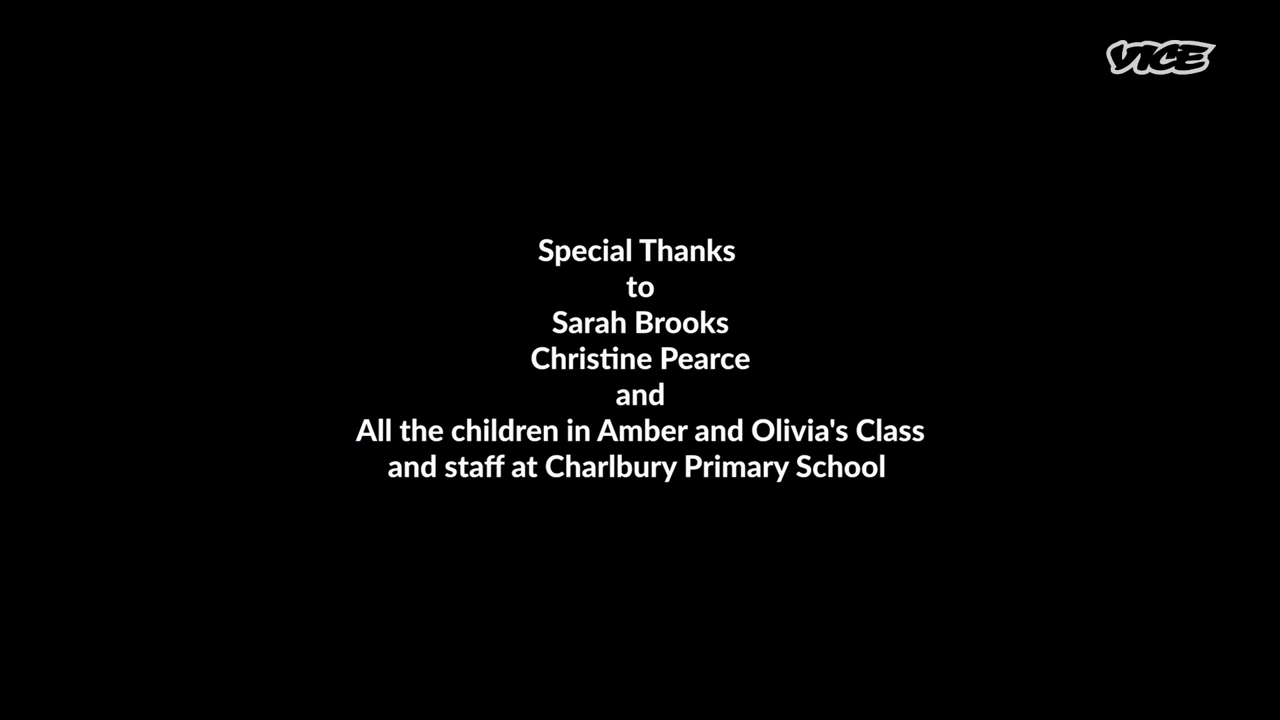 VICE
Special Thanks
to
Sarah Brooks
Christine Pearce
and
All the children in Amber and Olivia's Class
and staff at Charlbury Primary School